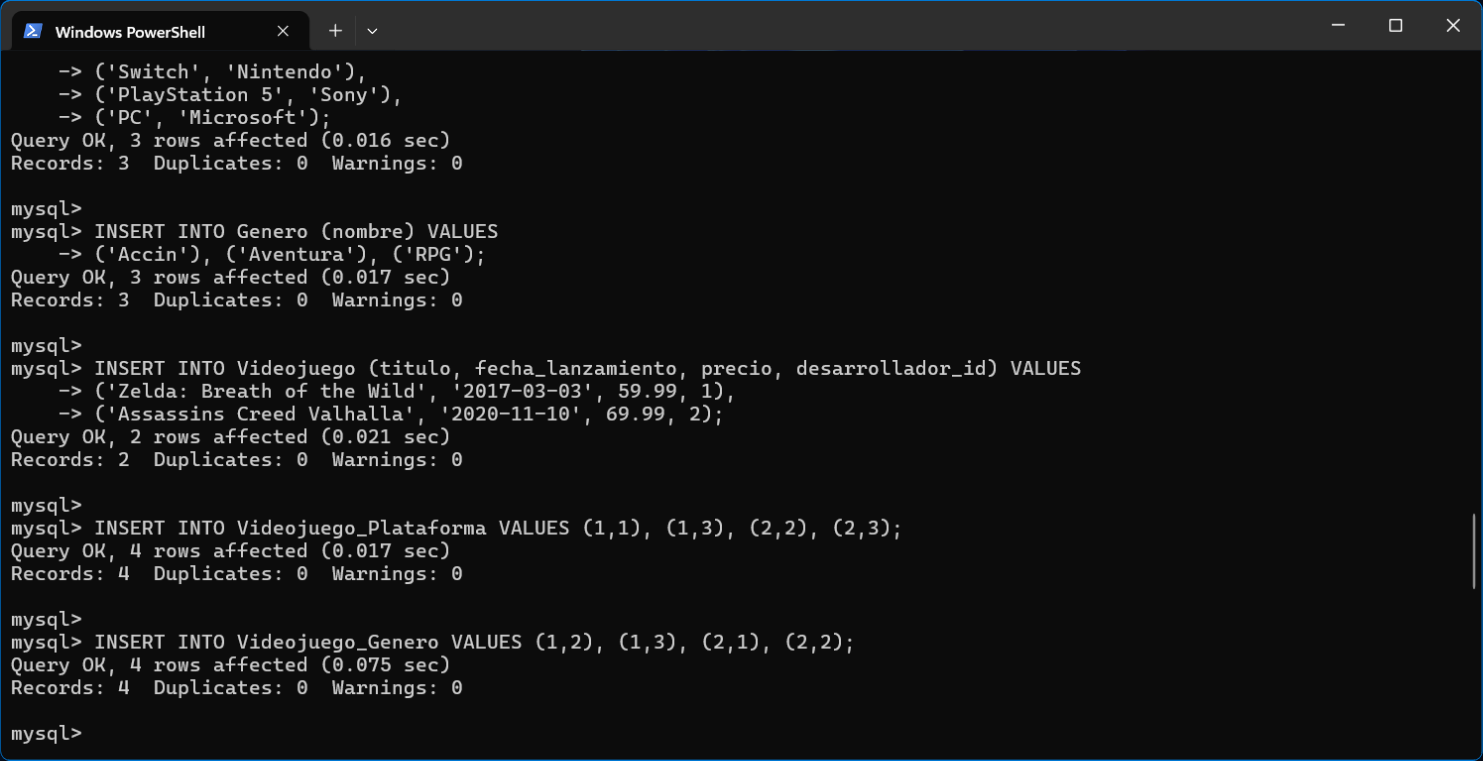 Windows PowerShell
-> ('Switch', 'Nintendo'),
-> ('PlayStation 5', 'Sony'),
-> ('PC', 'Microsoft');
Query OK, 3 rows affected (0.016 sec)
Records: 3  Duplicates: 0  Warnings: 0
mysql>
mysql> INSERT INTO Genero (nombre) VALUES
-> ('Accin'), ('Aventura'), ('RPG');
Query OK, 3 rows affected (0.017 sec)
Records: 3  Duplicates: 0  Warnings: 0
mysql>
mysql> INSERT INTO Videojuego (titulo, fecha_lanzamiento, precio, desarrollador_id) VALUES
-> ('Zelda: Breath of the Wild', '2017-03-03', 59.99, 1),
-> ('Assassins Creed Valhalla', '2020-11-10', 69.99, 2);
Query OK, 2 rows affected (0.021 sec)
Records: 2  Duplicates: 0  Warnings: 0
mysql>
mysql> INSERT INTO Videojuego_Plataforma VALUES (1,1), (1,3), (2,2), (2,3);
Query OK, 4 rows affected (0.017 sec)
Records: 4  Duplicates: 0  Warnings: 0
mysql>
mysql> INSERT INTO Videojuego_Genero VALUES (1,2), (1,3), (2,1), (2,2);
Query OK, 4 rows affected (0.075 sec)
Records: 4  Duplicates: 0  Warnings: 0
mysql>